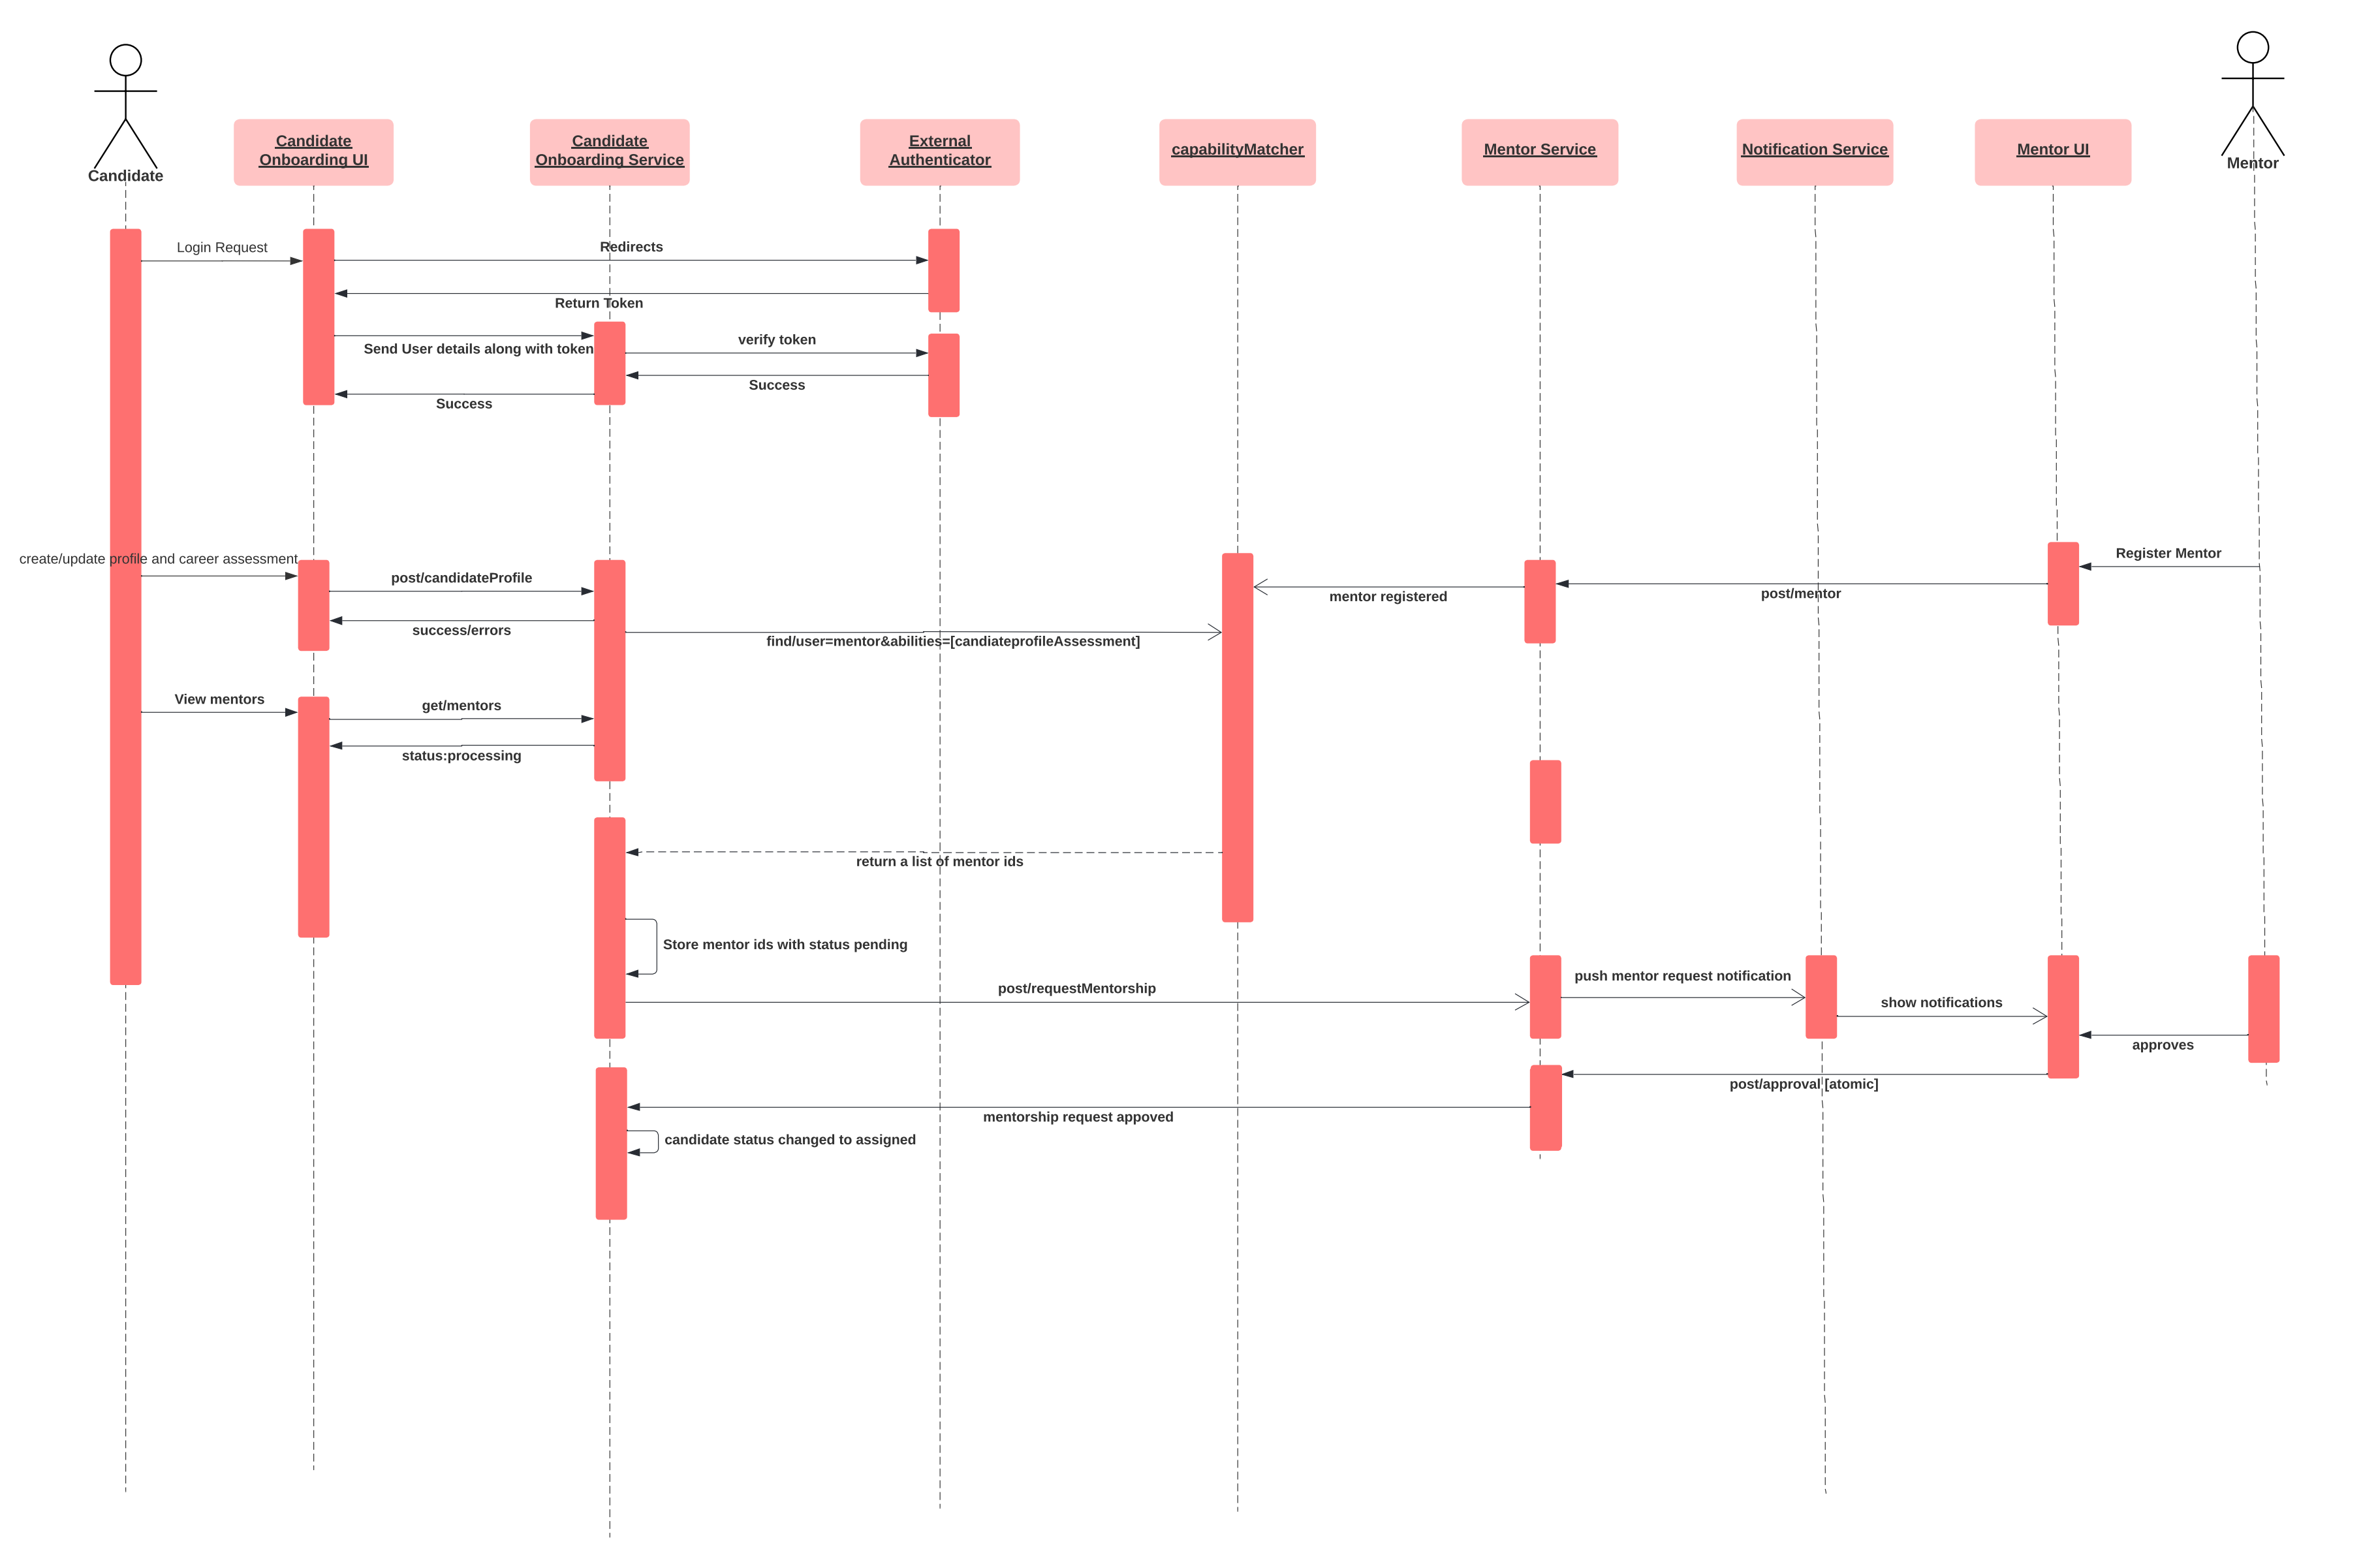 Candidate
Candidate
Onboarding UI
Candidate
Onboarding Service
External
Authenticator
capabilityMatcher
Mentor Service
Notification Service
Mentor UI
Mentor
Login Request
Redirects
Return Token
Send User details along with token
verify token
Success
Success
create/update profile and career assessment
post/candidateProfile
success/errors
find/user=mentor&abilities=[candiateprofileAssessment]
mentor registered
post/mentor
Register Mentor
View mentors
get/mentors
status:processing
return a list of mentor ids
Store mentor ids with status pending
post/requestMentorship
push mentor request notification
show notifications
approves
post/approval [atomic]
mentorship request appoved
candidate status changed to assigned